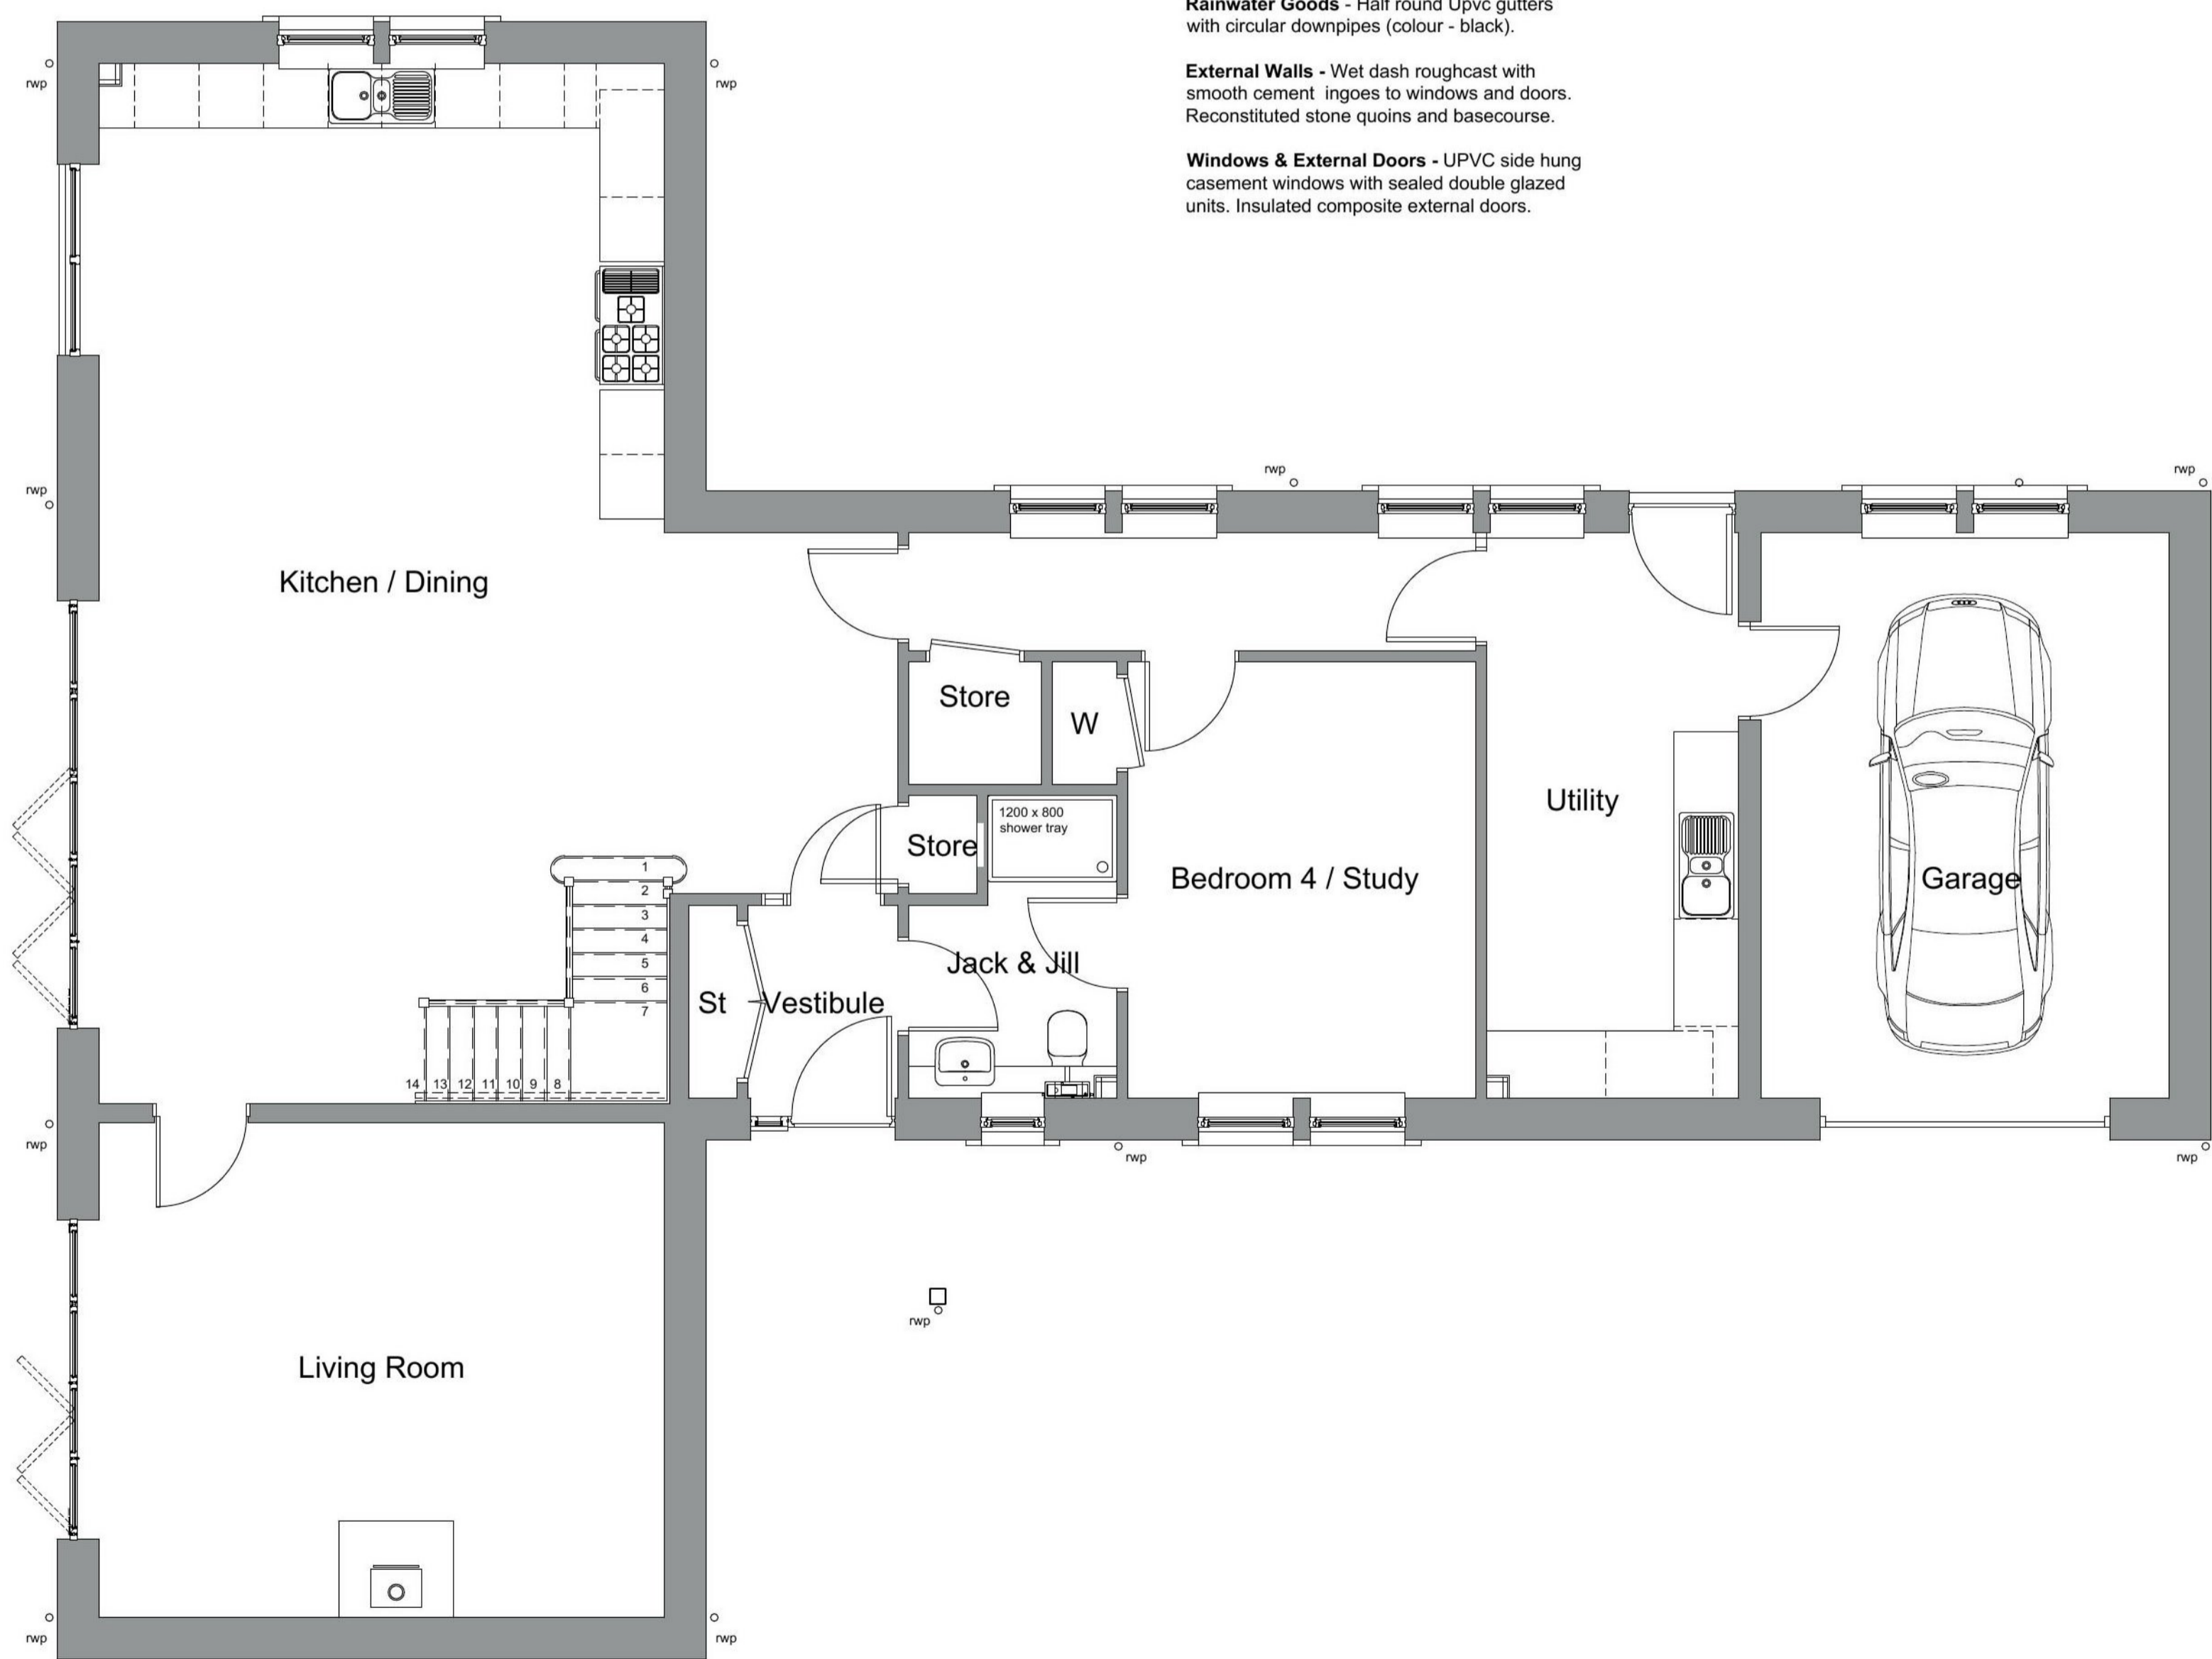 Rainwater Goods - Half round Upvc gutters
with circular downpipes (colour - black).
External Walls - Wet dash roughcast with
smooth cement ingoes to windows and doors.
Reconstituted stone quoins and basecourse.
Windows & External Doors - UPVC side hung
casement windows with sealed double glazed
units. Insulated composite external doors.
rwp
rwp
rwp
rwp
rwp
Kitchen / Dining
Store
W
Utility
1200 x 800
shower tray
Store
Bedroom 4 / Study
Garage
1
2
3
4
5
6
7
Jack & Jill
St
Vestibule
14 13 12 11 10 9 8
rwp
rwp
rwp
rwp
Living Room
rwp
rwp